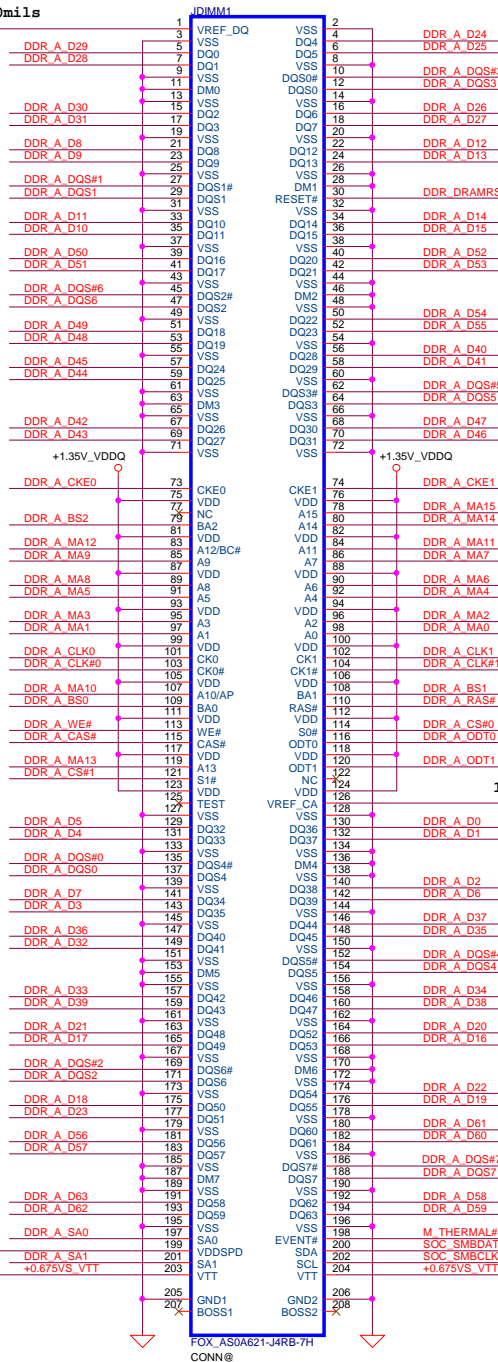 0mils
JDIMM1
1 VREF_DQ VSS 2
3 VSS DQ4 4 DDR_A_D24
DDR_A_D29 5 DQ0 DQ5 6 DDR_A_D25
DDR_A_D28 7 DQ1 VSS 8
9 VSS DQS0# 10 DDR_A_DQS#3
11 DM0 DQS0 12 DDR_A_DQS3
13 VSS VSS 14
DDR_A_D30 15 DQ2 DQ6 16 DDR_A_D26
DDR_A_D31 17 DQ3 DQ7 18 DDR_A_D27
19 VSS VSS 20
DDR_A_D8 21 DQ8 DQ12 22 DDR_A_D12
DDR_A_D9 23 DQ9 DQ13 24 DDR_A_D13
25 VSS VSS 26
DDR_A_DQS#1 27 DQS1# DM1 28
DDR_A_DQS1 29 DQS1 RESET# 30 DDR_DRAMRS
31 VSS VSS 32
DDR_A_D11 33 DQ10 DQ14 34 DDR_A_D14
DDR_A_D10 35 DQ11 DQ15 36 DDR_A_D15
37 VSS VSS 38
DDR_A_D50 39 DQ16 DQ20 40 DDR_A_D52
DDR_A_D51 41 DQ17 DQ21 42 DDR_A_D53
43 VSS VSS 44
DDR_A_DQS#6 45 DQS2# DM2 46
DDR_A_DQS6 47 DQS2 VSS 48
49 VSS DQ22 50 DDR_A_D54
DDR_A_D49 51 DQ18 DQ23 52 DDR_A_D55
DDR_A_D48 53 DQ19 VSS 54
55 VSS DQ28 56 DDR_A_D40
DDR_A_D45 57 DQ24 DQ29 58 DDR_A_D41
DDR_A_D44 59 DQ25 VSS 60
61 VSS DQS3# 62 DDR_A_DQS#5
63 DM3 DQS3 64 DDR_A_DQS5
65 VSS VSS 66
DDR_A_D42 67 DQ26 DQ30 68 DDR_A_D47
DDR_A_D43 69 DQ27 DQ31 70 DDR_A_D46
71 VSS VSS 72
+1.35V_VDDQ +1.35V_VDDQ
DDR_A_CKE0 73 CKE0 CKE1 74 DDR_A_CKE1
75 VDD VDD 76
77 NC A15 78 DDR_A_MA15
DDR_A_BS2 79 BA2 A14 80 DDR_A_MA14
81 VDD VDD 82
DDR_A_MA12 83 A12/BC# A11 84 DDR_A_MA11
DDR_A_MA9 85 A9 A7 86 DDR_A_MA7
87 VDD VDD 88
DDR_A_MA8 89 A8 A6 90 DDR_A_MA6
DDR_A_MA5 91 A5 A4 92 DDR_A_MA4
93 VDD VDD 94
DDR_A_MA3 95 A3 A2 96 DDR_A_MA2
DDR_A_MA1 97 A1 A0 98 DDR_A_MA0
99 VDD VDD 100
DDR_A_CLK0 101 CK0 CK1 102 DDR_A_CLK1
DDR_A_CLK#0 103 CK0# CK1# 104 DDR_A_CLK#1
105 VDD VDD 106
DDR_A_MA10 107 A10/AP BA1 108 DDR_A_BS1
DDR_A_BS0 109 BA0 RAS# 110 DDR_A_RAS#
111 VDD VDD 112
DDR_A_WE# 113 WE# S0# 114 DDR_A_CS#0
DDR_A_CAS# 115 CAS# ODT0 116 DDR_A_ODT0
117 VDD VDD 118
DDR_A_MA13 119 A13 ODT1 120 DDR_A_ODT1
DDR_A_CS#1 121 S1# NC 122
123 VDD VDD 124
125 TEST VREF_CA 126 1
127 VSS VSS 128
DDR_A_D5 129 DQ32 DQ36 130 DDR_A_D0
DDR_A_D4 131 DQ33 DQ37 132 DDR_A_D1
133 VSS VSS 134
DDR_A_DQS#0 135 DQS4# DM4 136
DDR_A_DQS0 137 DQS4 VSS 138
139 VSS DQ38 140 DDR_A_D2
DDR_A_D7 141 DQ34 DQ39 142 DDR_A_D6
DDR_A_D3 143 DQ35 VSS 144
145 VSS DQ44 146 DDR_A_D37
DDR_A_D36 147 DQ40 DQ45 148 DDR_A_D35
DDR_A_D32 149 DQ41 VSS 150
151 VSS DQS5# 152 DDR_A_DQS#4
153 DM5 DQS5 154 DDR_A_DQS4
155 VSS VSS 156
DDR_A_D33 157 DQ42 DQ46 158 DDR_A_D34
DDR_A_D39 159 DQ43 DQ47 160 DDR_A_D38
161 VSS VSS 162
DDR_A_D21 163 DQ48 DQ52 164 DDR_A_D20
DDR_A_D17 165 DQ49 DQ53 166 DDR_A_D16
167 VSS VSS 168
DDR_A_DQS#2 169 DQS6# DM6 170
DDR_A_DQS2 171 DQS6 VSS 172
173 VSS DQ54 174 DDR_A_D22
DDR_A_D18 175 DQ50 DQ55 176 DDR_A_D19
DDR_A_D23 177 DQ51 VSS 178
179 VSS DQ60 180 DDR_A_D61
DDR_A_D56 181 DQ56 DQ61 182 DDR_A_D60
DDR_A_D57 183 DQ57 VSS 184
185 VSS DQS7# 186 DDR_A_DQS#7
187 DM7 DQS7 188 DDR_A_DQS7
189 VSS VSS 190
DDR_A_D63 191 DQ58 DQ62 192 DDR_A_D58
DDR_A_D62 193 DQ59 DQ63 194 DDR_A_D59
195 VSS VSS 196
DDR_A_SA0 197 SA0 EVENT# 198 M_THERMAL#
199 VDDSPD SDA 200 SOC_SMBDAT
DDR_A_SA1 201 SA1 SCL 202 SOC_SMBCLK
+0.675VS_VTT 203 VTT VTT 204 +0.675VS_VTT
205 GND1 GND2 206
207 BOSS1 BOSS2 208
FOX_AS0A621-J4RB-7H
CONN@